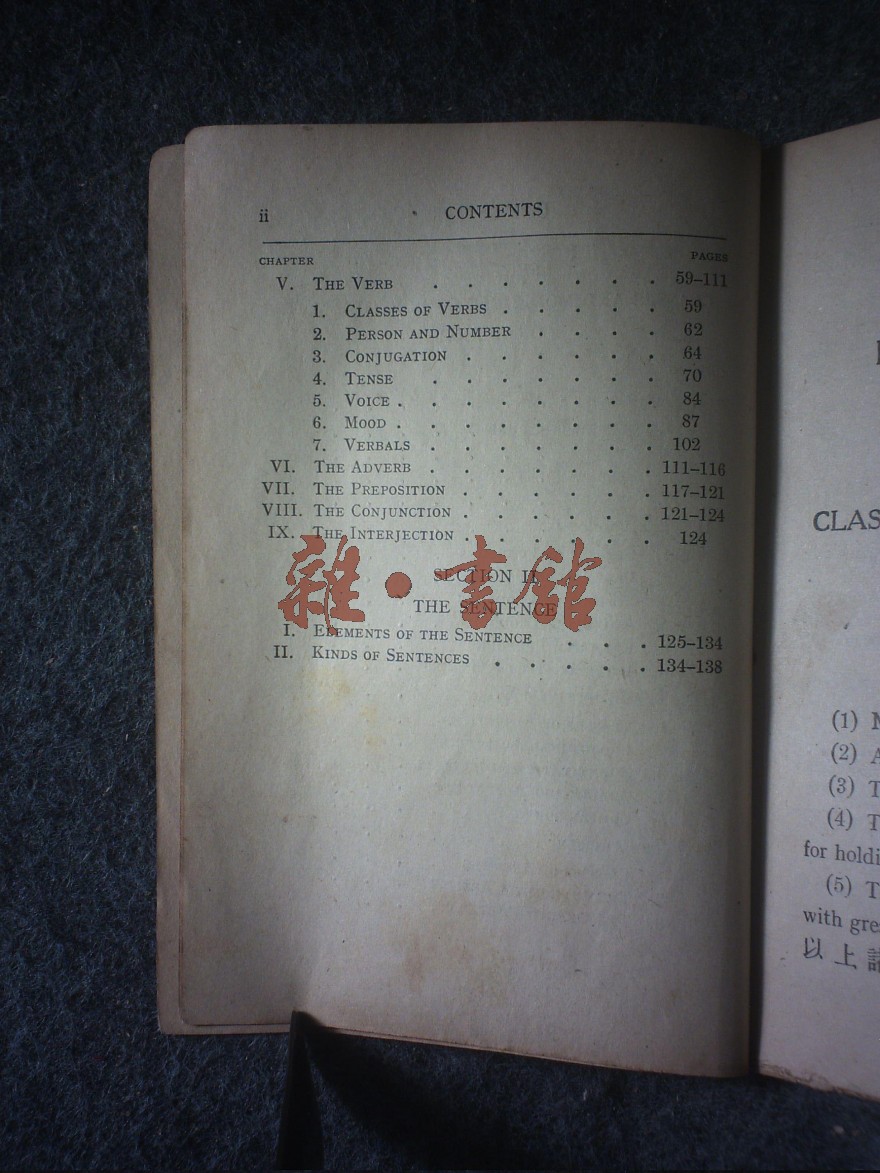 ii CONTENTS
CHAPTER PAGES
V. THE VERB . . . . . . . 59–111
1. CLASSES OF VERBS . . . . . 59
2. PERSON AND NUMBER . . . . 62
3. CONJUGATION . . . . . . 64
4. TENSE . . . . . . . 70
5. VOICE . . . . . . . . 84
6. MOOD . . . . . . . . 87
7. VERBALS . . . . . . . 102
VI. THE ADVERB . . . . . . . 111–116
VII. THE PREPOSITION . . . . . . 117–121
VIII. THE CONJUNCTION . . . . . . 121–124
IX. THE INTERJECTION . . . . . . 124
雜·書館
SECTION II
THE SENTENCE
I. ELEMENTS OF THE SENTENCE . . . 125–134
II. KINDS OF SENTENCES . . . . . 134–138
CLAS
(1)
(2) A
(3) T
(4) T
for holdi
(5) T
with gre
以上